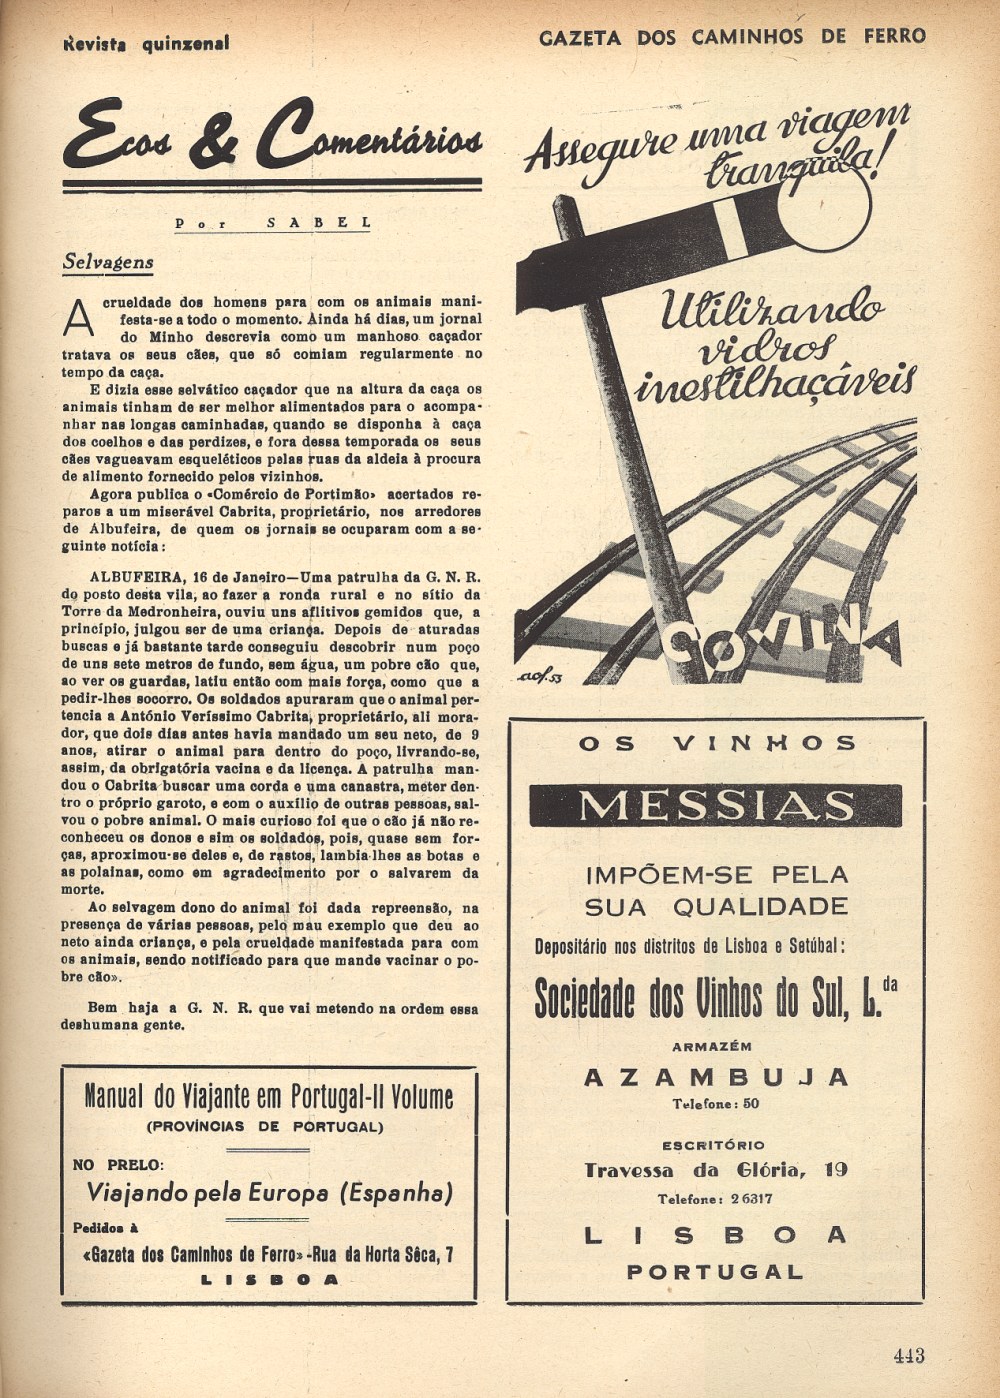 Revista quinzenal
GAZETA DOS CAMINHOS DE FERRO
Ecos & Comentários
Por SABEL
Selvagens
A crueldade dos homens para com os animais mani-
festa-se a todo o momento. Ainda há dias, um jornal
do Minho descrevia como um manhoso caçador
tratava os seus cães, que só comiam regularmente no
tempo da caça.
E dizia esse selvático caçador que na altura da caça os
animais tinham de ser melhor alimentados para o acompa-
nhar nas longas caminhadas, quando se disponha à caça
dos coelhos e das perdizes, e fora dessa temporada os seus
cães vagueavam esqueléticos pelas ruas da aldeia à procura
de alimento fornecido pelos vizinhos.
Agora publica o «Comércio de Portimão» acertados re-
paros a um miserável Cabrita, proprietário, nos arredores
de Albufeira, de quem os jornais se ocuparam com a se-
guinte notícia:
ALBUFEIRA, 16 de Janeiro—Uma patrulha da G. N. R.
do posto desta vila, ao fazer a ronda rural e no sítio da
Torre da Medronheira, ouviu uns aflitivos gemidos que, a
princípio, julgou ser de uma criança. Depois de aturadas
buscas e já bastante tarde conseguiu descobrir num poço
de uns sete metros de fundo, sem água, um pobre cão que,
ao ver os guardas, latiu então com mais força, como que a
pedir-lhes socorro. Os soldados apuraram que o animal per-
tencia a António Veríssimo Cabrita, proprietário, ali mora-
dor, que dois dias antes havia mandado um seu neto, de 9
anos, atirar o animal para dentro do poço, livrando-se,
assim, da obrigatória vacina e da licença. A patrulha man-
dou o Cabrita buscar uma corda e uma canastra, meter den-
tro o próprio garoto, e com o auxílio de outras pessoas, sal-
vou o pobre animal. O mais curioso foi que o cão já não re-
conheceu os donos e sim os soldados, pois, quase sem for-
ças, aproximou-se deles e, de rastos, lambia-lhes as botas e
as polainas, como em agradecimento por o salvarem da
morte.
Ao selvagem dono do animal foi dada repreensão, na
presença de várias pessoas, pelo mau exemplo que deu ao
neto ainda criança, e pela crueldade manifestada para com
os animais, sendo notificado para que mande vacinar o po-
bre cão».
Bem haja a G. N. R. que vai metendo na ordem essa
deshumana gente.
Manual do Viajante em Portugal-II Volume
(PROVÍNCIAS DE PORTUGAL)
NO PRELO:
Viajando pela Europa (Espanha)
Pedidos à
«Gazeta dos Caminhos de Ferro»-Rua da Horta Sêca, 7
LISBOA
Assegure uma viagem
tranquila!
Utilizando
vidros
inestilhaçáveis
COVINA
acf. 53
OS VINHOS
MESSIAS
IMPÕEM-SE PELA
SUA QUALIDADE
Depositário nos distritos de Lisboa e Setúbal:
Sociedade dos Vinhos do Sul, L.da
ARMAZÉM
AZAMBUJA
Telefone: 50
ESCRITÓRIO
Travessa da Glória, 19
Telefone: 26317
LISBOA
PORTUGAL
443